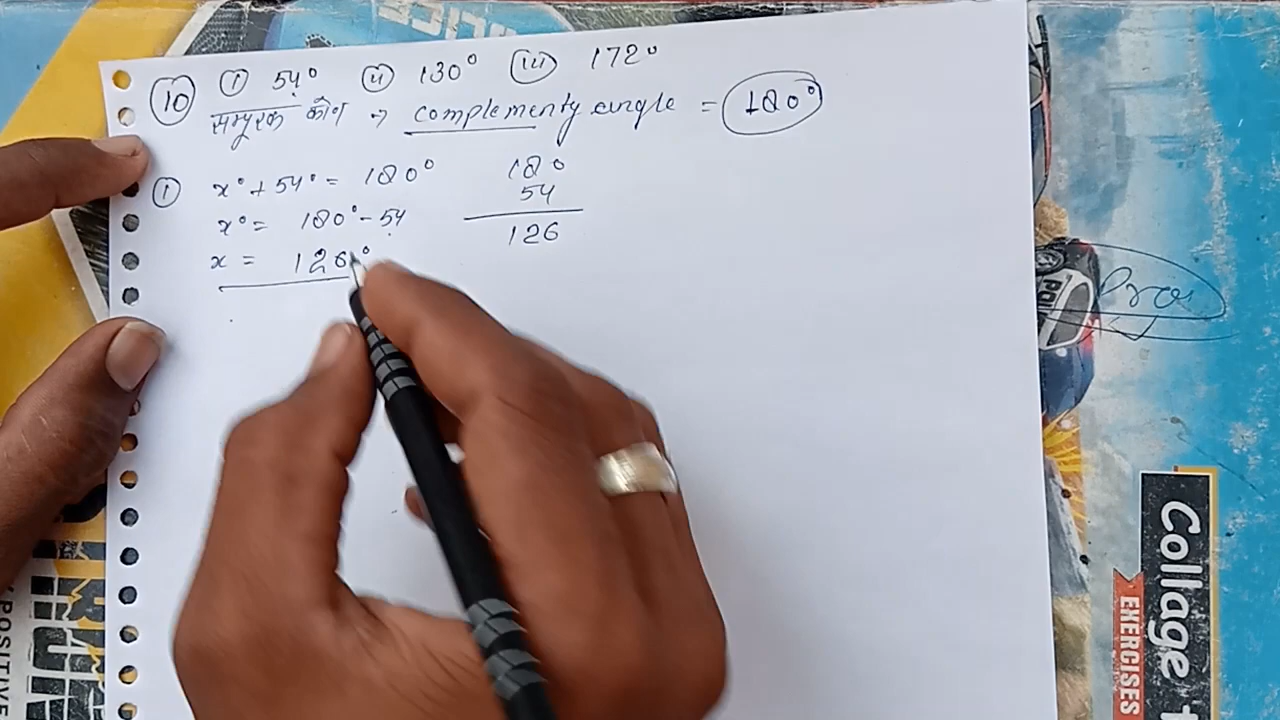 10 i 54° ii 130° iii 172°
सम्पूरक कोण → complementy angle = 180°
i x° + 54° = 180° 180
x° = 180° - 54 54
x = 126° 126
Collage
EXERCISES
POSITIVE